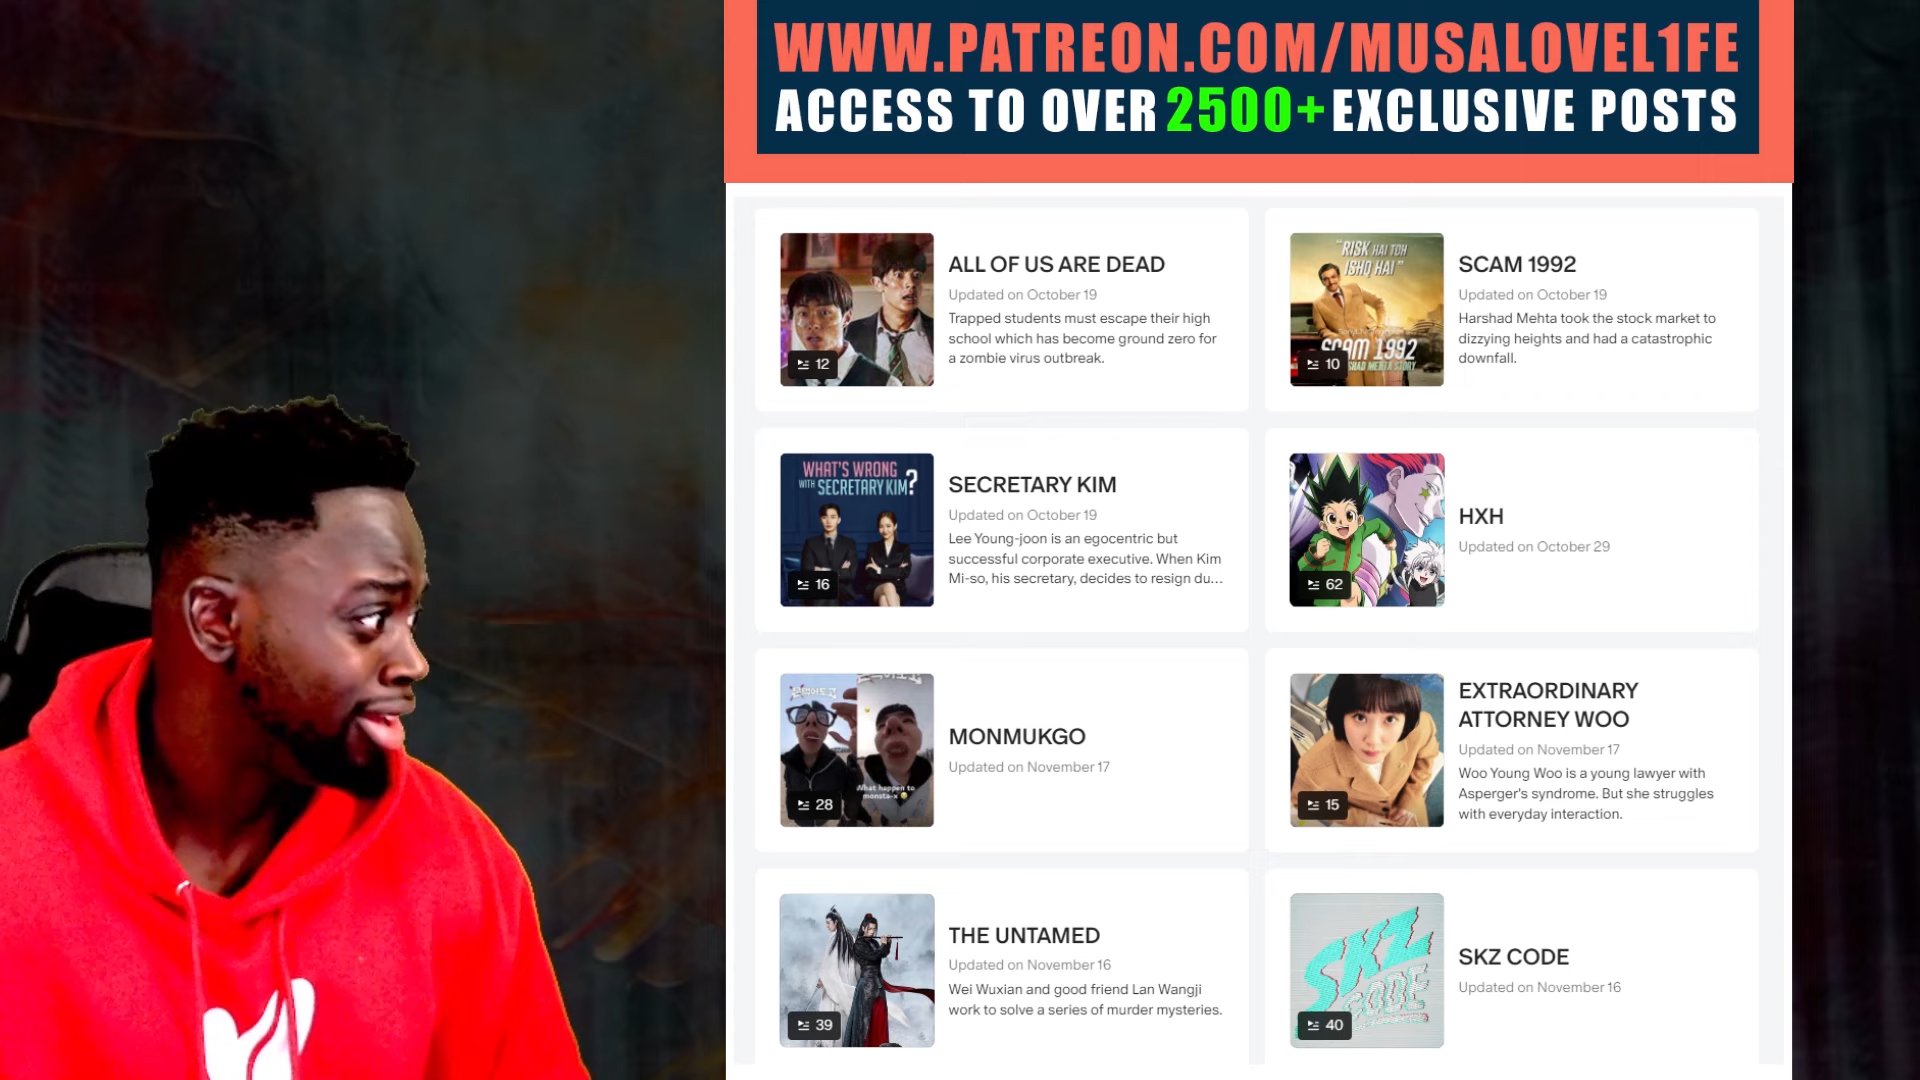 WWW.PATREON.COM/MUSALOVEL1FE
ACCESS TO OVER 2500+ EXCLUSIVE POSTS
ALL OF US ARE DEAD
Updated on October 19
Trapped students must escape their high
school which has become ground zero for
a zombie virus outbreak.
12
"RISK HAI TOH
ISHQ HAI"
SCAM 1992
10
SCAM 1992
Updated on October 19
Harshad Mehta took the stock market to
dizzying heights and had a catastrophic
downfall.
WHAT'S WRONG
WITH SECRETARY KIM?
16
SECRETARY KIM
Updated on October 19
Lee Young-joon is an egocentric but
successful corporate executive. When Kim
Mi-so, his secretary, decides to resign du...
62
HXH
Updated on October 29
What happen to
monsta-x
28
MONMUKGO
Updated on November 17
15
EXTRAORDINARY
ATTORNEY WOO
Updated on November 17
Woo Young Woo is a young lawyer with
Asperger's syndrome. But she struggles
with everyday interaction.
39
THE UNTAMED
Updated on November 16
Wei Wuxian and good friend Lan Wangji
work to solve a series of murder mysteries.
SKZ
CODE
40
SKZ CODE
Updated on November 16